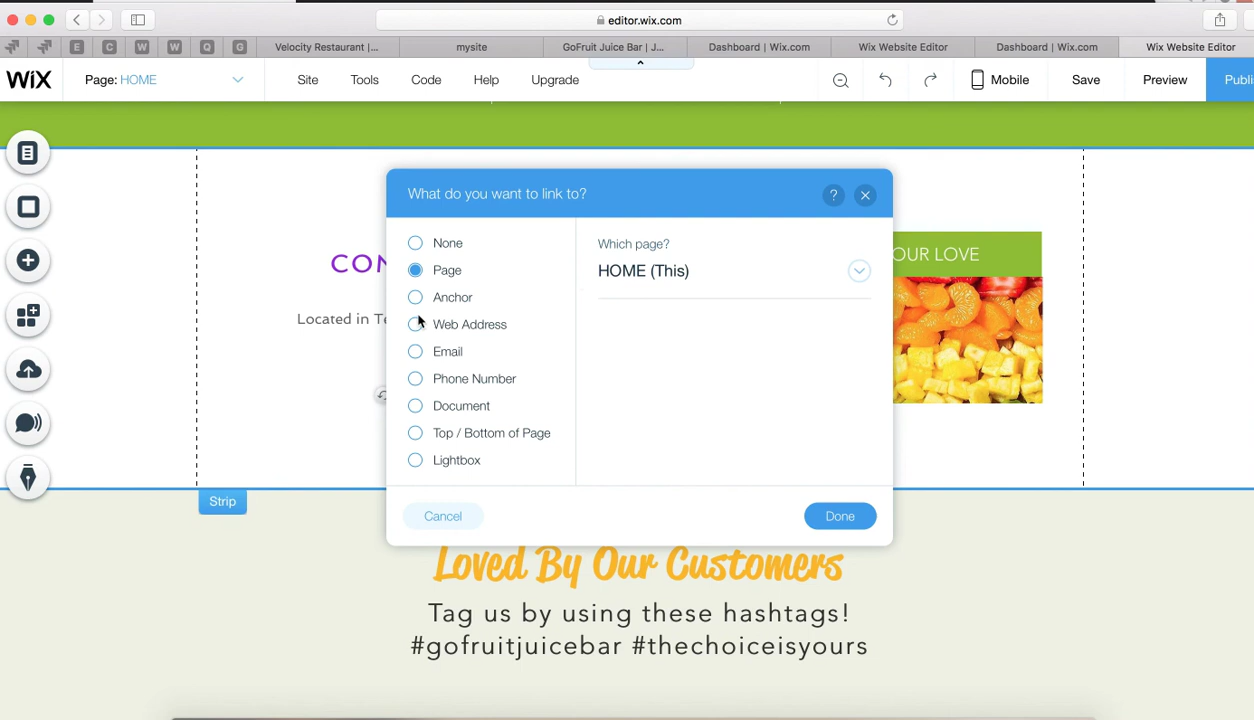 editor.wix.com
E C W W Q G Velocity Restaurant |... mysite GoFruit Juice Bar | J... Dashboard | Wix.com Wix Website Editor Dashboard | Wix.com Wix Website Editor
WiX Page: HOME Site Tools Code Help Upgrade Mobile Save Preview Publi
What do you want to link to? ?
None
Page
Anchor
Web Address
Email
Phone Number
Document
Top / Bottom of Page
Lightbox
Which page?
HOME (This)
Cancel Done
CON
Located in Te
OUR LOVE
Strip
Loved By Our Customers
Tag us by using these hashtags!
#gofruitjuicebar #thechoiceisyours